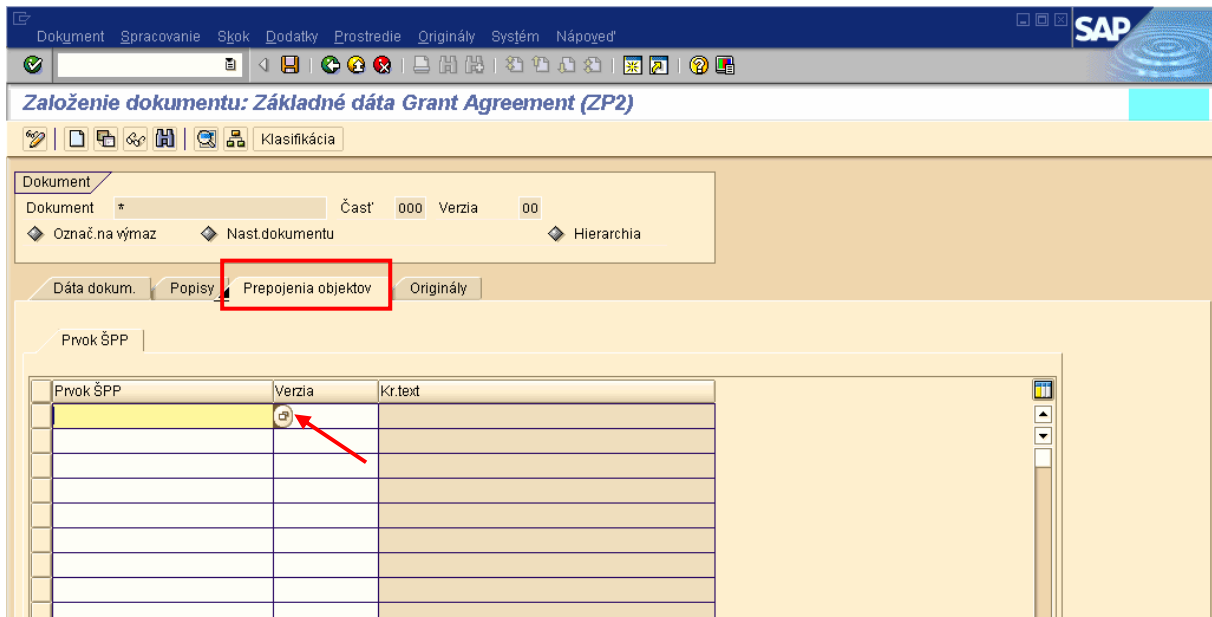 Dokument Spracovanie Skok Dodatky Prostredie Originály Systém Nápoveď
SAP
Založenie dokumentu: Základné dáta Grant Agreement (ZP2)
Klasifikácia
Dokument
Dokument * Časť 000 Verzia 00
Označ.na výmaz Nast.dokumentu Hierarchia
Dáta dokum. Popisy Prepojenia objektov Originály
Prvok ŠPP
Prvok ŠPP Verzia Kr.text